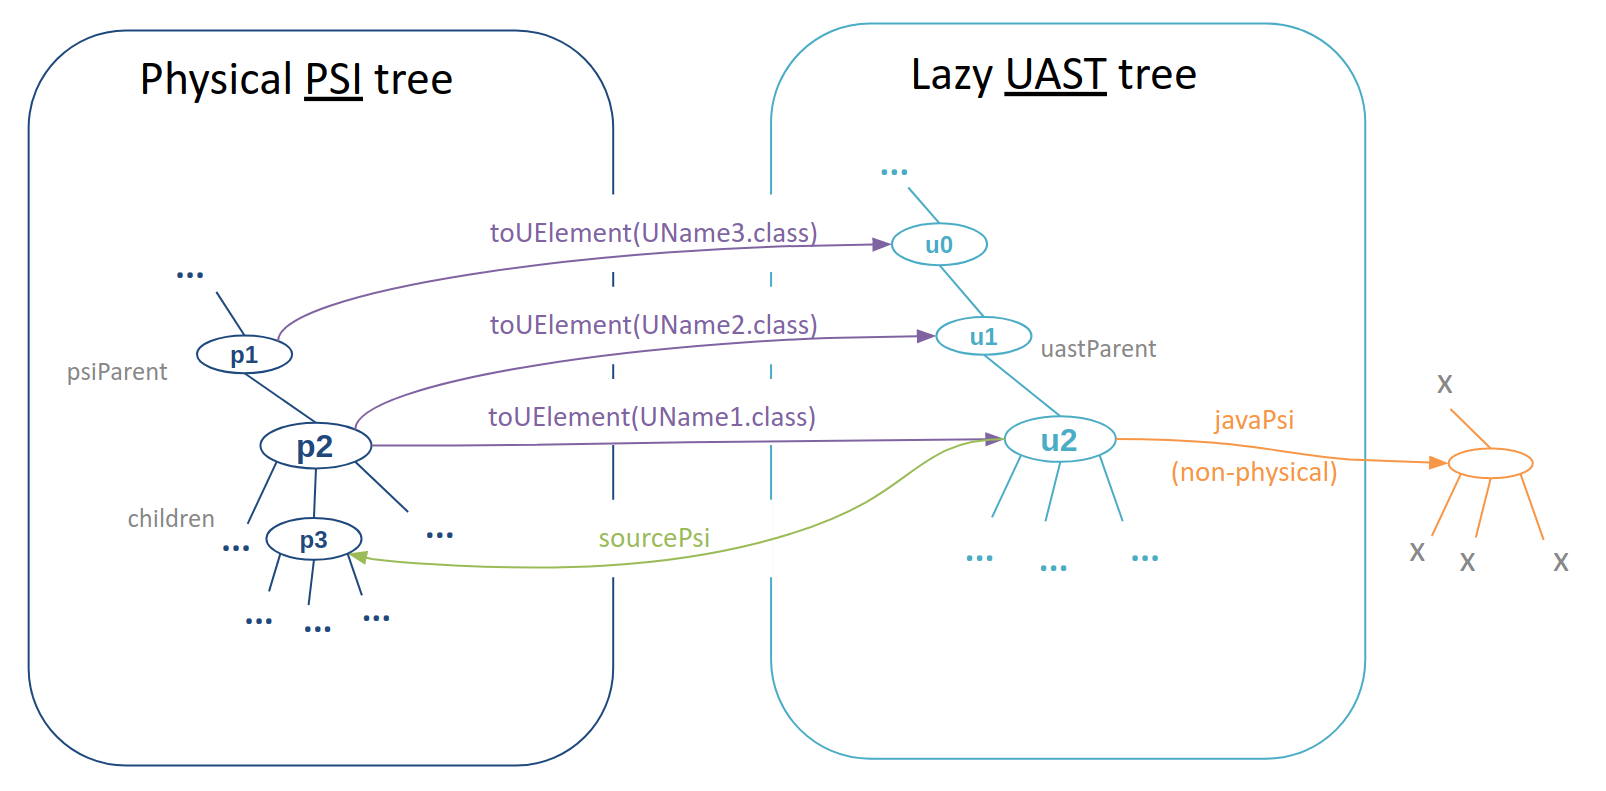 Physical PSI tree
Lazy UAST tree
...
u0
toUElement(UName3.class)
...
p1
psiParent
toUElement(UName2.class)
u1
uastParent
p2
toUElement(UName1.class)
u2
javaPsi
(non-physical)
X
children
...
p3
...
sourcePsi
...
...
...
X
X
X
...
...
...